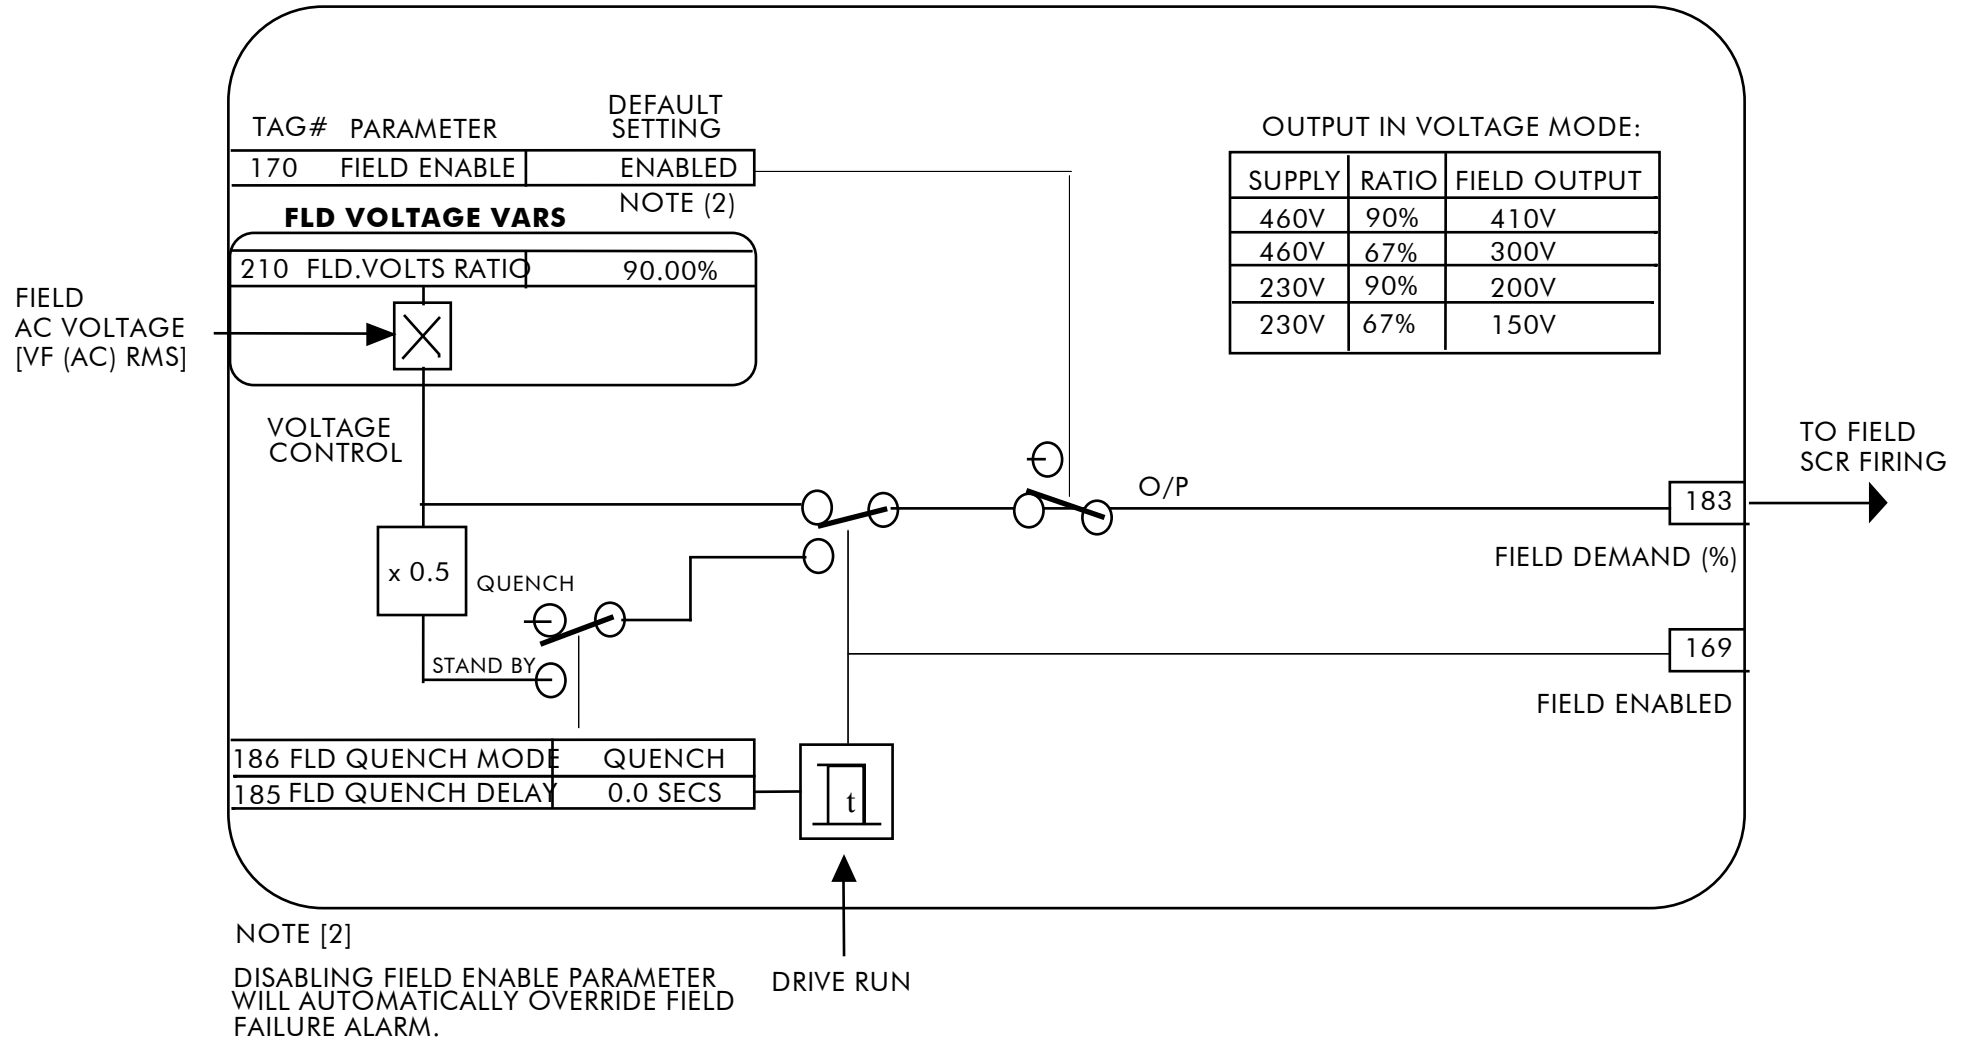 TAG# PARAMETER DEFAULT SETTING
170 FIELD ENABLE ENABLED
NOTE (2)
FLD VOLTAGE VARS
210 FLD.VOLTS RATIO 90.00%
FIELD
AC VOLTAGE
[VF (AC) RMS]
VOLTAGE
CONTROL
OUTPUT IN VOLTAGE MODE:
SUPPLY RATIO FIELD OUTPUT
460V 90% 410V
460V 67% 300V
230V 90% 200V
230V 67% 150V
O/P
183
TO FIELD
SCR FIRING
FIELD DEMAND (%)
x 0.5
QUENCH
STAND BY
169
FIELD ENABLED
186 FLD QUENCH MODE QUENCH
185 FLD QUENCH DELAY 0.0 SECS
t
DRIVE RUN
NOTE [2]
DISABLING FIELD ENABLE PARAMETER
WILL AUTOMATICALLY OVERRIDE FIELD
FAILURE ALARM.